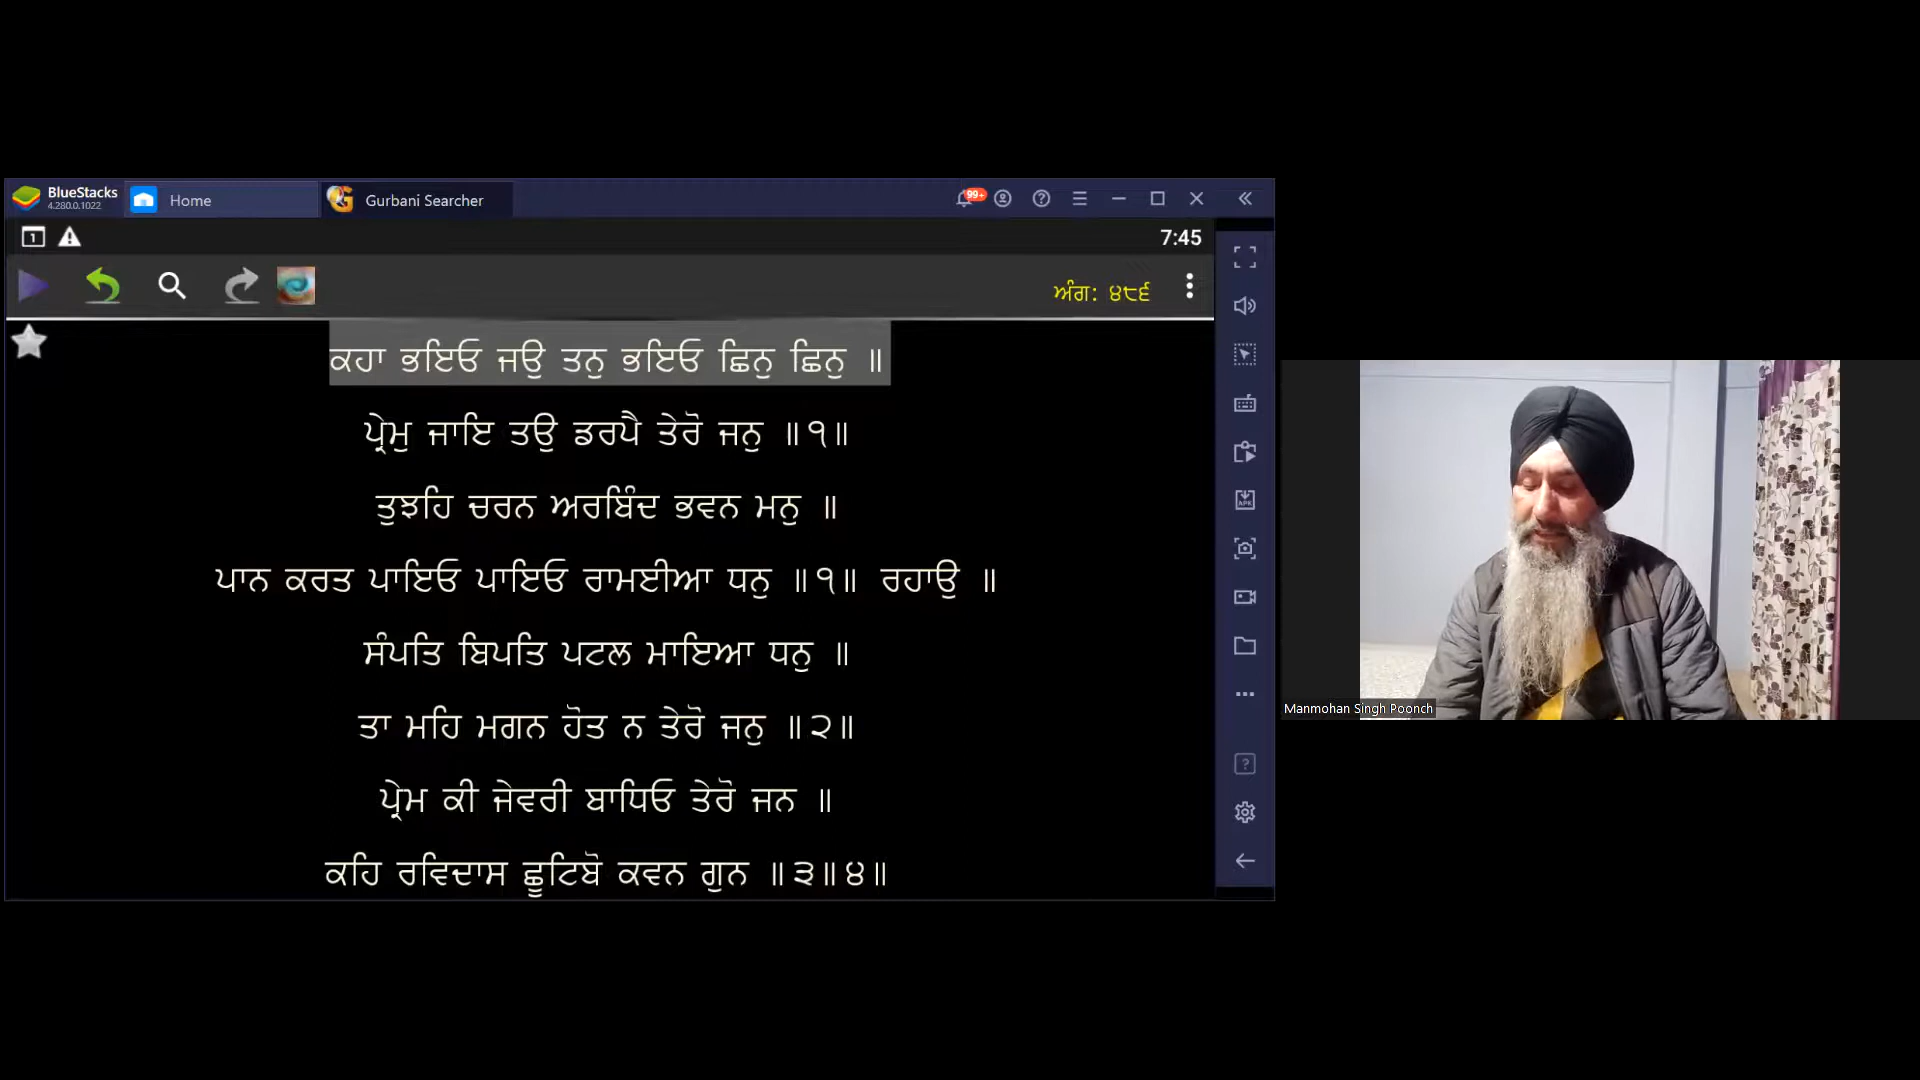 BlueStacks
4.280.0.1022
Home
Gurbani Searcher
99+
1
7:45
ਅੰਗ: ੪੮੬
ਕਹਾ ਭਇਓ ਜਉ ਤਨੁ ਭਇਓ ਛਿਨੁ ਛਿਨੁ ॥
ਪ੍ਰੇਮੁ ਜਾਇ ਤਉ ਡਰਪੈ ਤੇਰੋ ਜਨੁ ॥੧॥
ਤੁਝਹਿ ਚਰਨ ਅਰਬਿੰਦ ਭਵਨ ਮਨੁ ॥
ਪਾਨ ਕਰਤ ਪਾਇਓ ਪਾਇਓ ਰਾਮਈਆ ਧਨੁ ॥੧॥ ਰਹਾਉ ॥
ਸੰਪਤਿ ਬਿਪਤਿ ਪਟਲ ਮਾਇਆ ਧਨੁ ॥
ਤਾ ਮਹਿ ਮਗਨ ਹੋਤ ਨ ਤੇਰੋ ਜਨੁ ॥੨॥
ਪ੍ਰੇਮ ਕੀ ਜੇਵਰੀ ਬਾਧਿਓ ਤੇਰੋ ਜਨ ॥
ਕਹਿ ਰਵਿਦਾਸ ਛੂਟਿਬੋ ਕਵਨ ਗੁਨ ॥੩॥੪॥
APK
Manmohan Singh Poonch